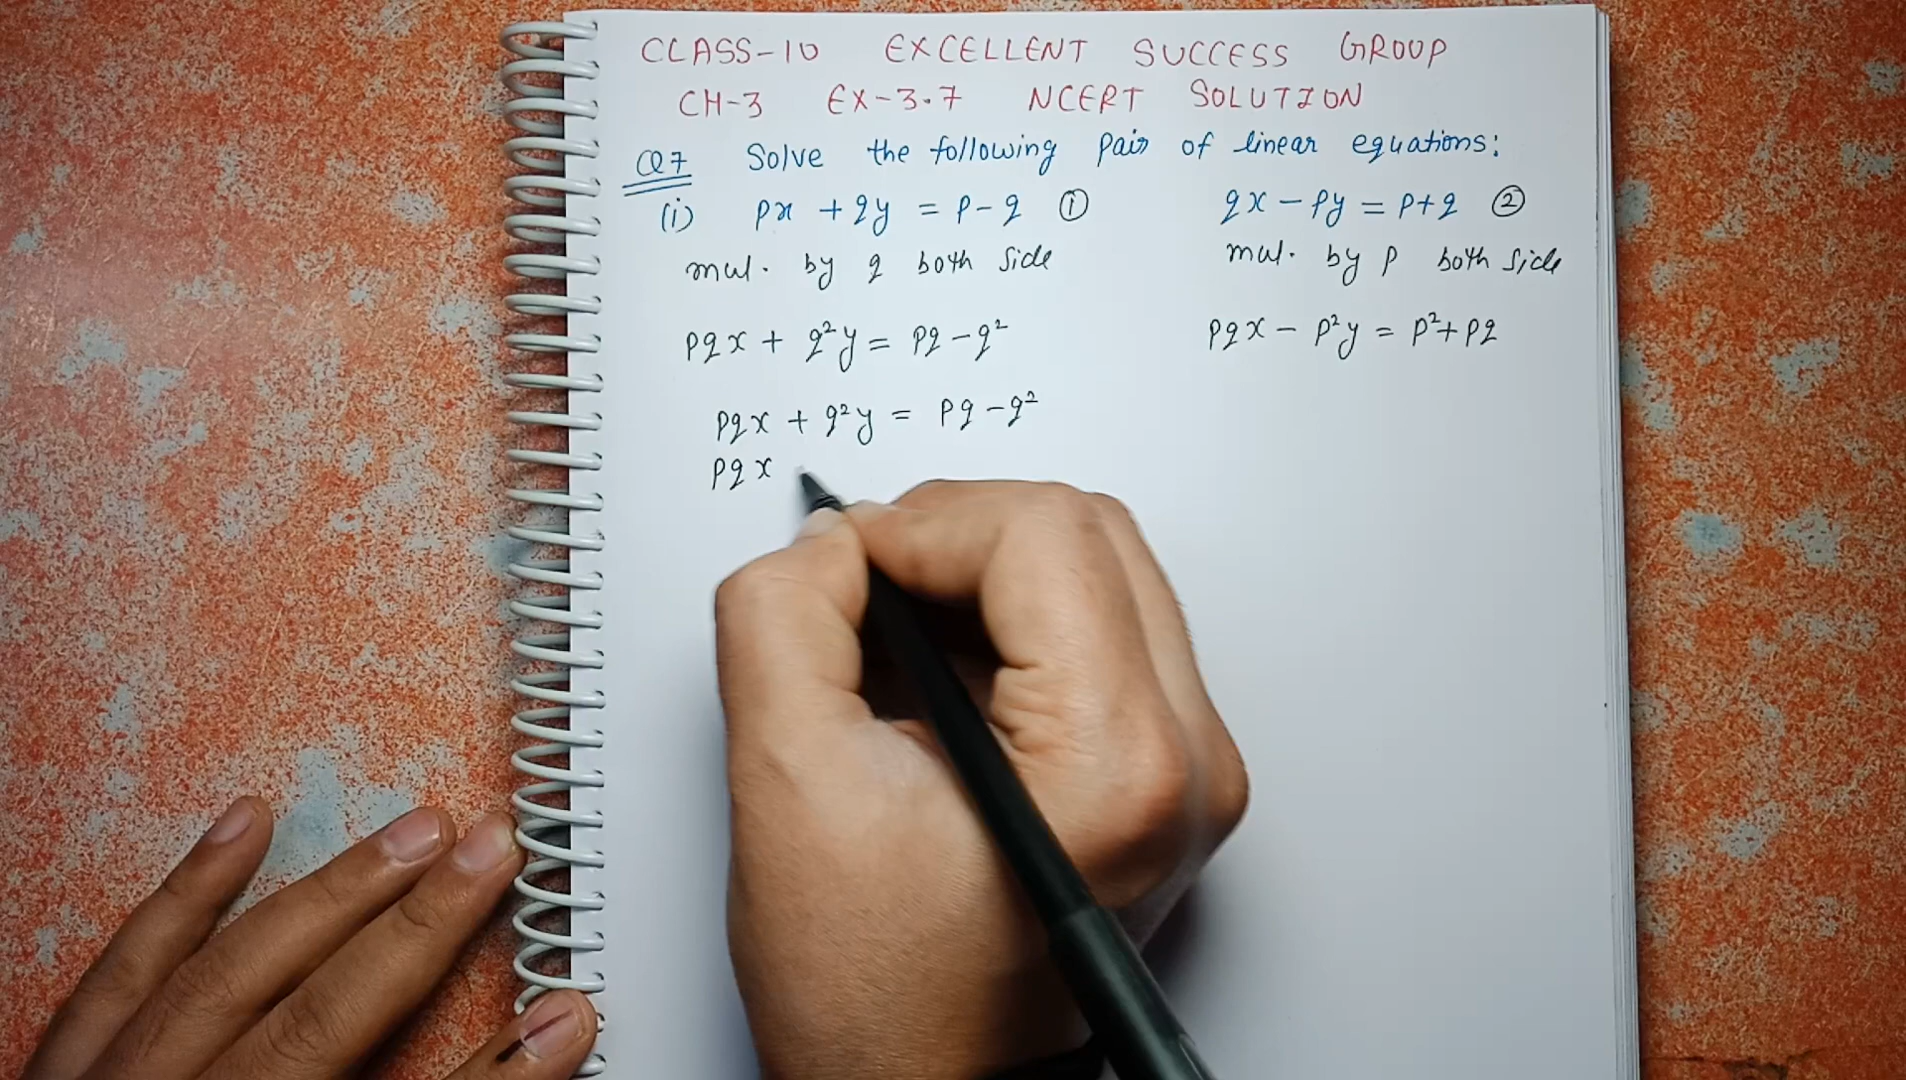 CLASS-10 EXCELLENT SUCCESS GROUP
CH-3 EX-3.7 NCERT SOLUTION
Q7 Solve the following Pair of linear equations:
(i) px + qy = p - q ① qx - py = p + q ②
mul. by q both side mul. by p both side
pqx + q²y = pq - q² pqx - p²y = p² + pq
pqx + q²y = pq - q²
pqx